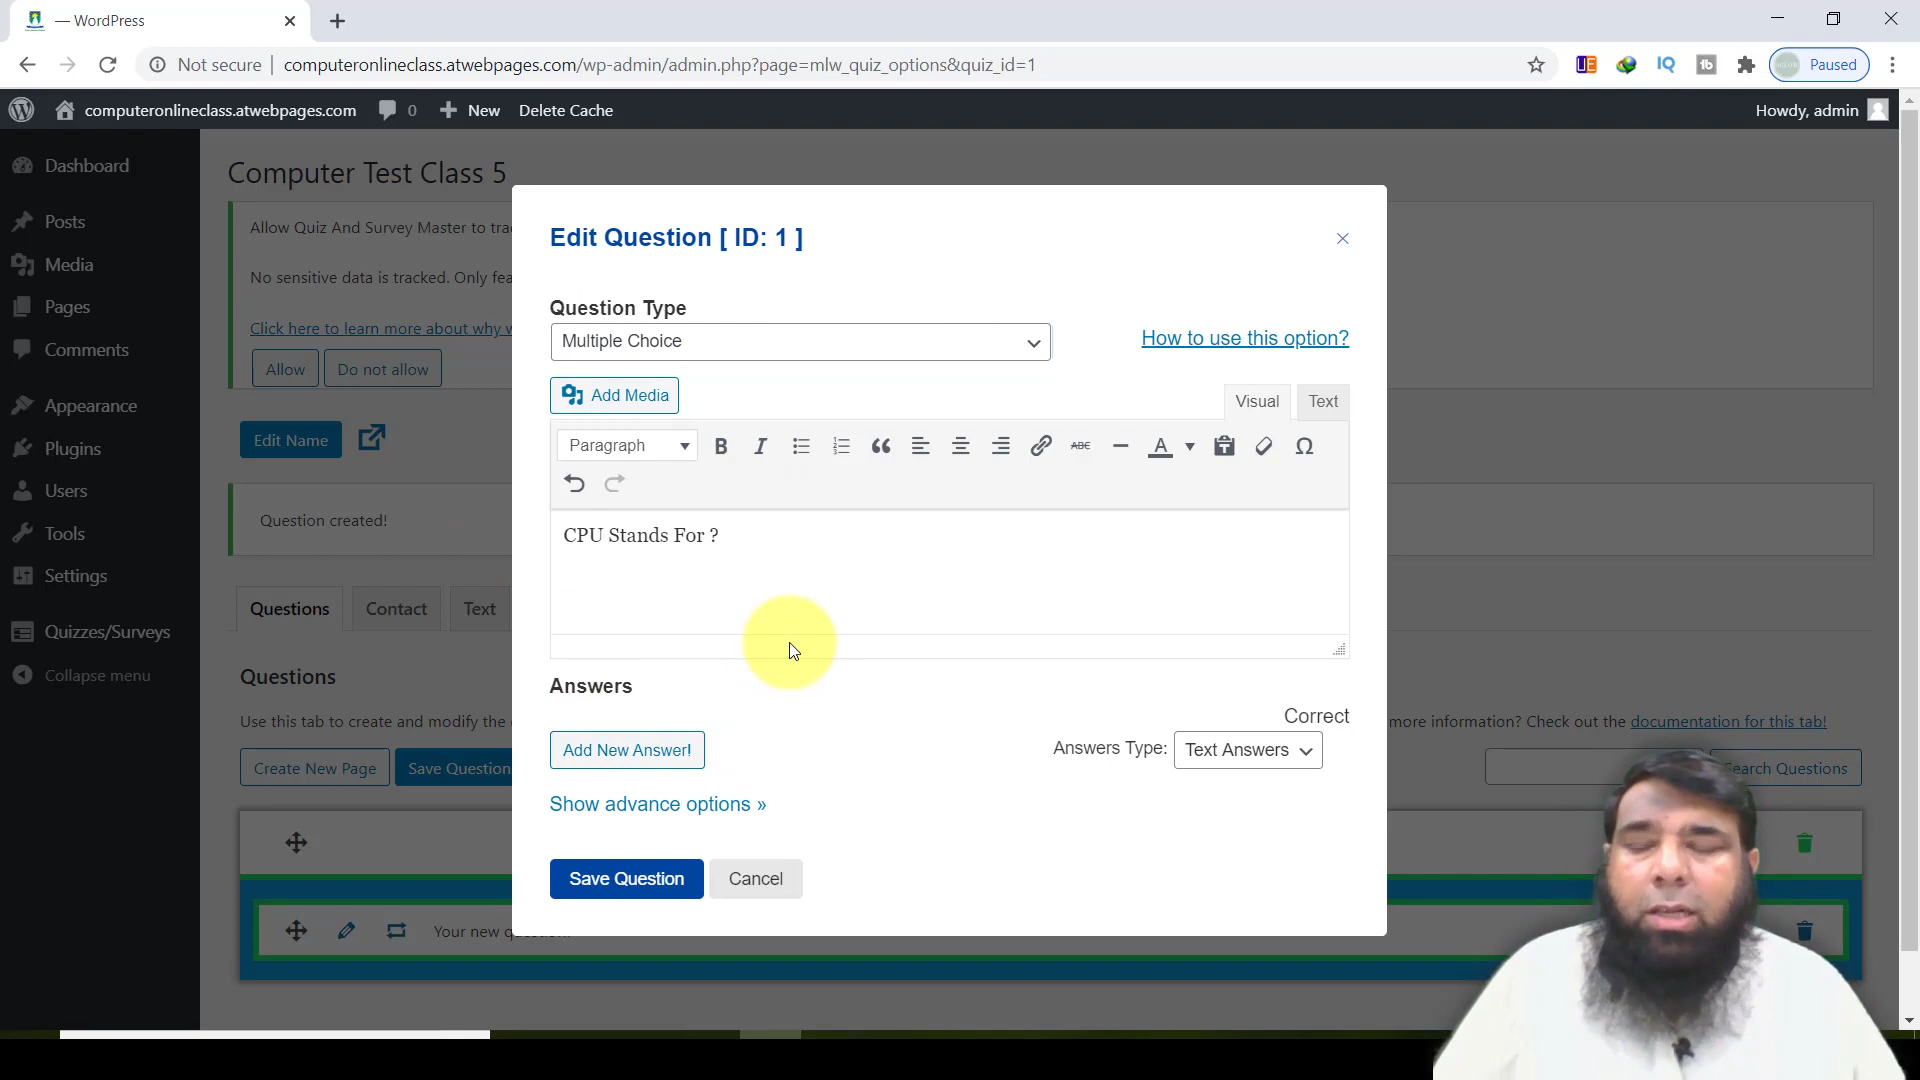 — WordPress
Not secure | computeronlineclass.atwebpages.com/wp-admin/admin.php?page=mlw_quiz_options&quiz_id=1
Paused
computeronlineclass.atwebpages.com 0 New Delete Cache
Howdy, admin
Dashboard
Posts
Media
Pages
Comments
Appearance
Plugins
Users
Tools
Settings
Quizzes/Surveys
Collapse menu
Computer Test Class 5
Allow Quiz And Survey Master to
No sensitive data is tracked. Only
Click here to learn more about why
Allow
Do not allow
Edit Name
Question created!
Questions
Contact
Text
Questions
Use this tab to create and modify the
more information? Check out the documentation for this tab!
Create New Page
Save Question
Search Questions
Your new
Edit Question [ ID: 1 ]
Question Type
Multiple Choice
How to use this option?
Add Media
Visual
Text
Paragraph
B I ABC A Ω
CPU Stands For ?
Answers
Correct
Add New Answer!
Answers Type: Text Answers
Show advance options »
Save Question
Cancel